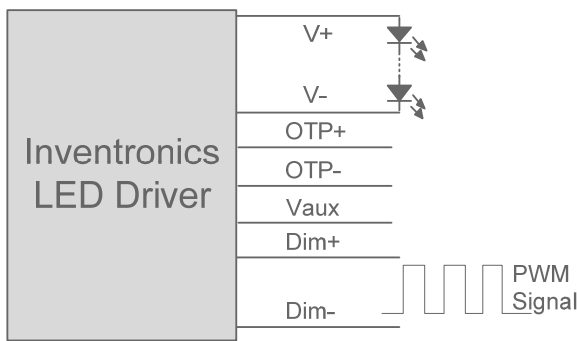 V+
V-
OTP+
OTP-
Vaux
Dim+
Dim-
Inventronics
LED Driver
PWM
Signal